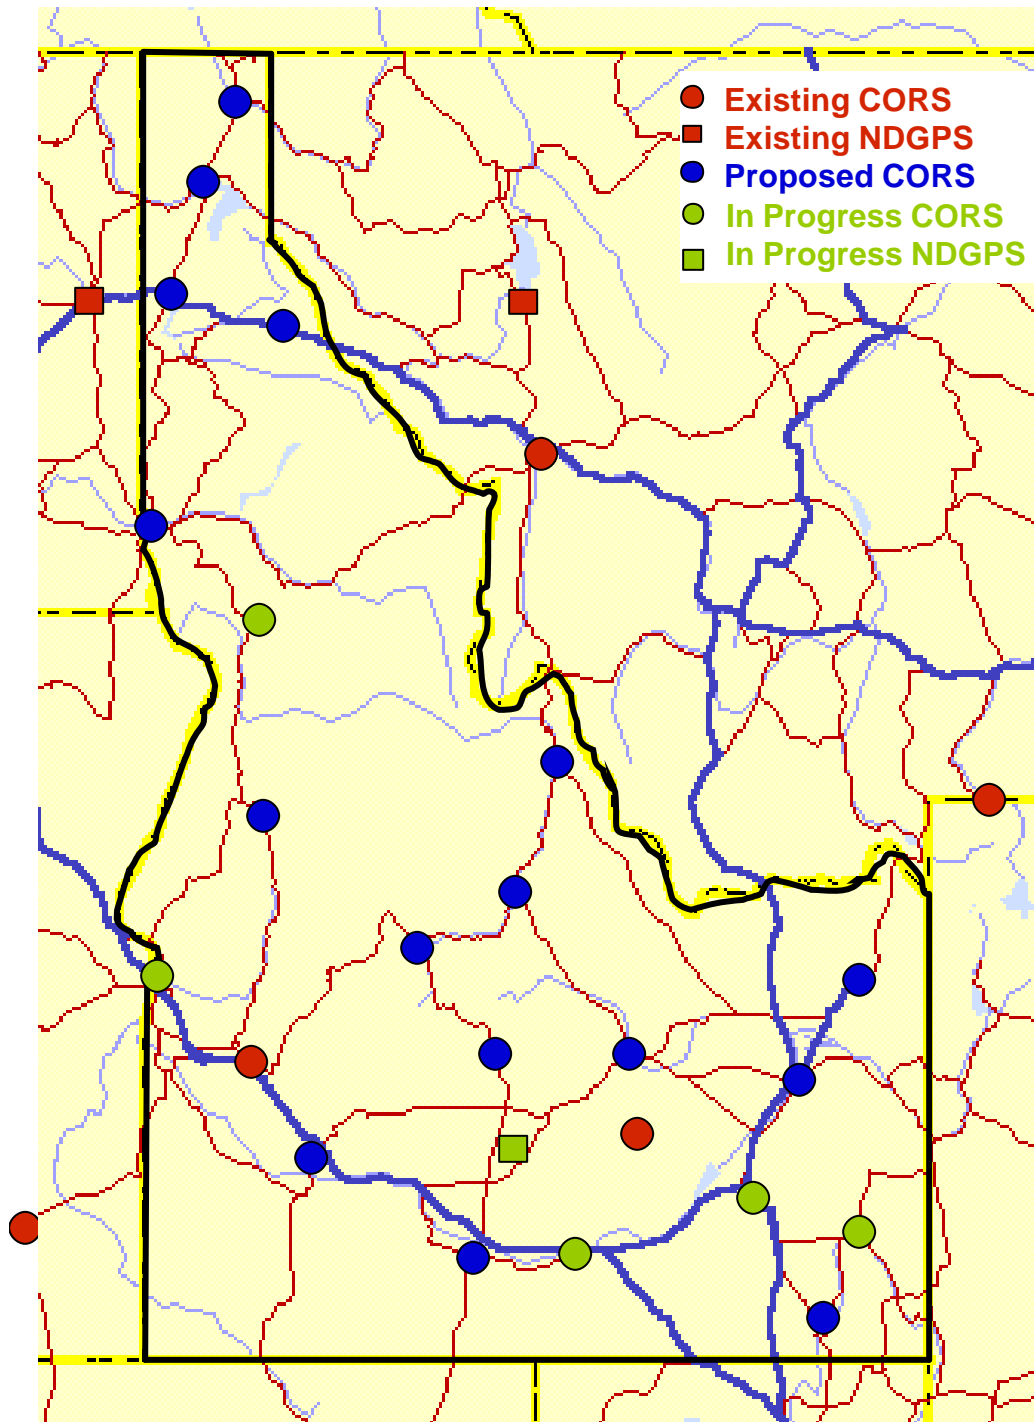 Existing CORS
Existing NDGPS
Proposed CORS
In Progress CORS
In Progress NDGPS